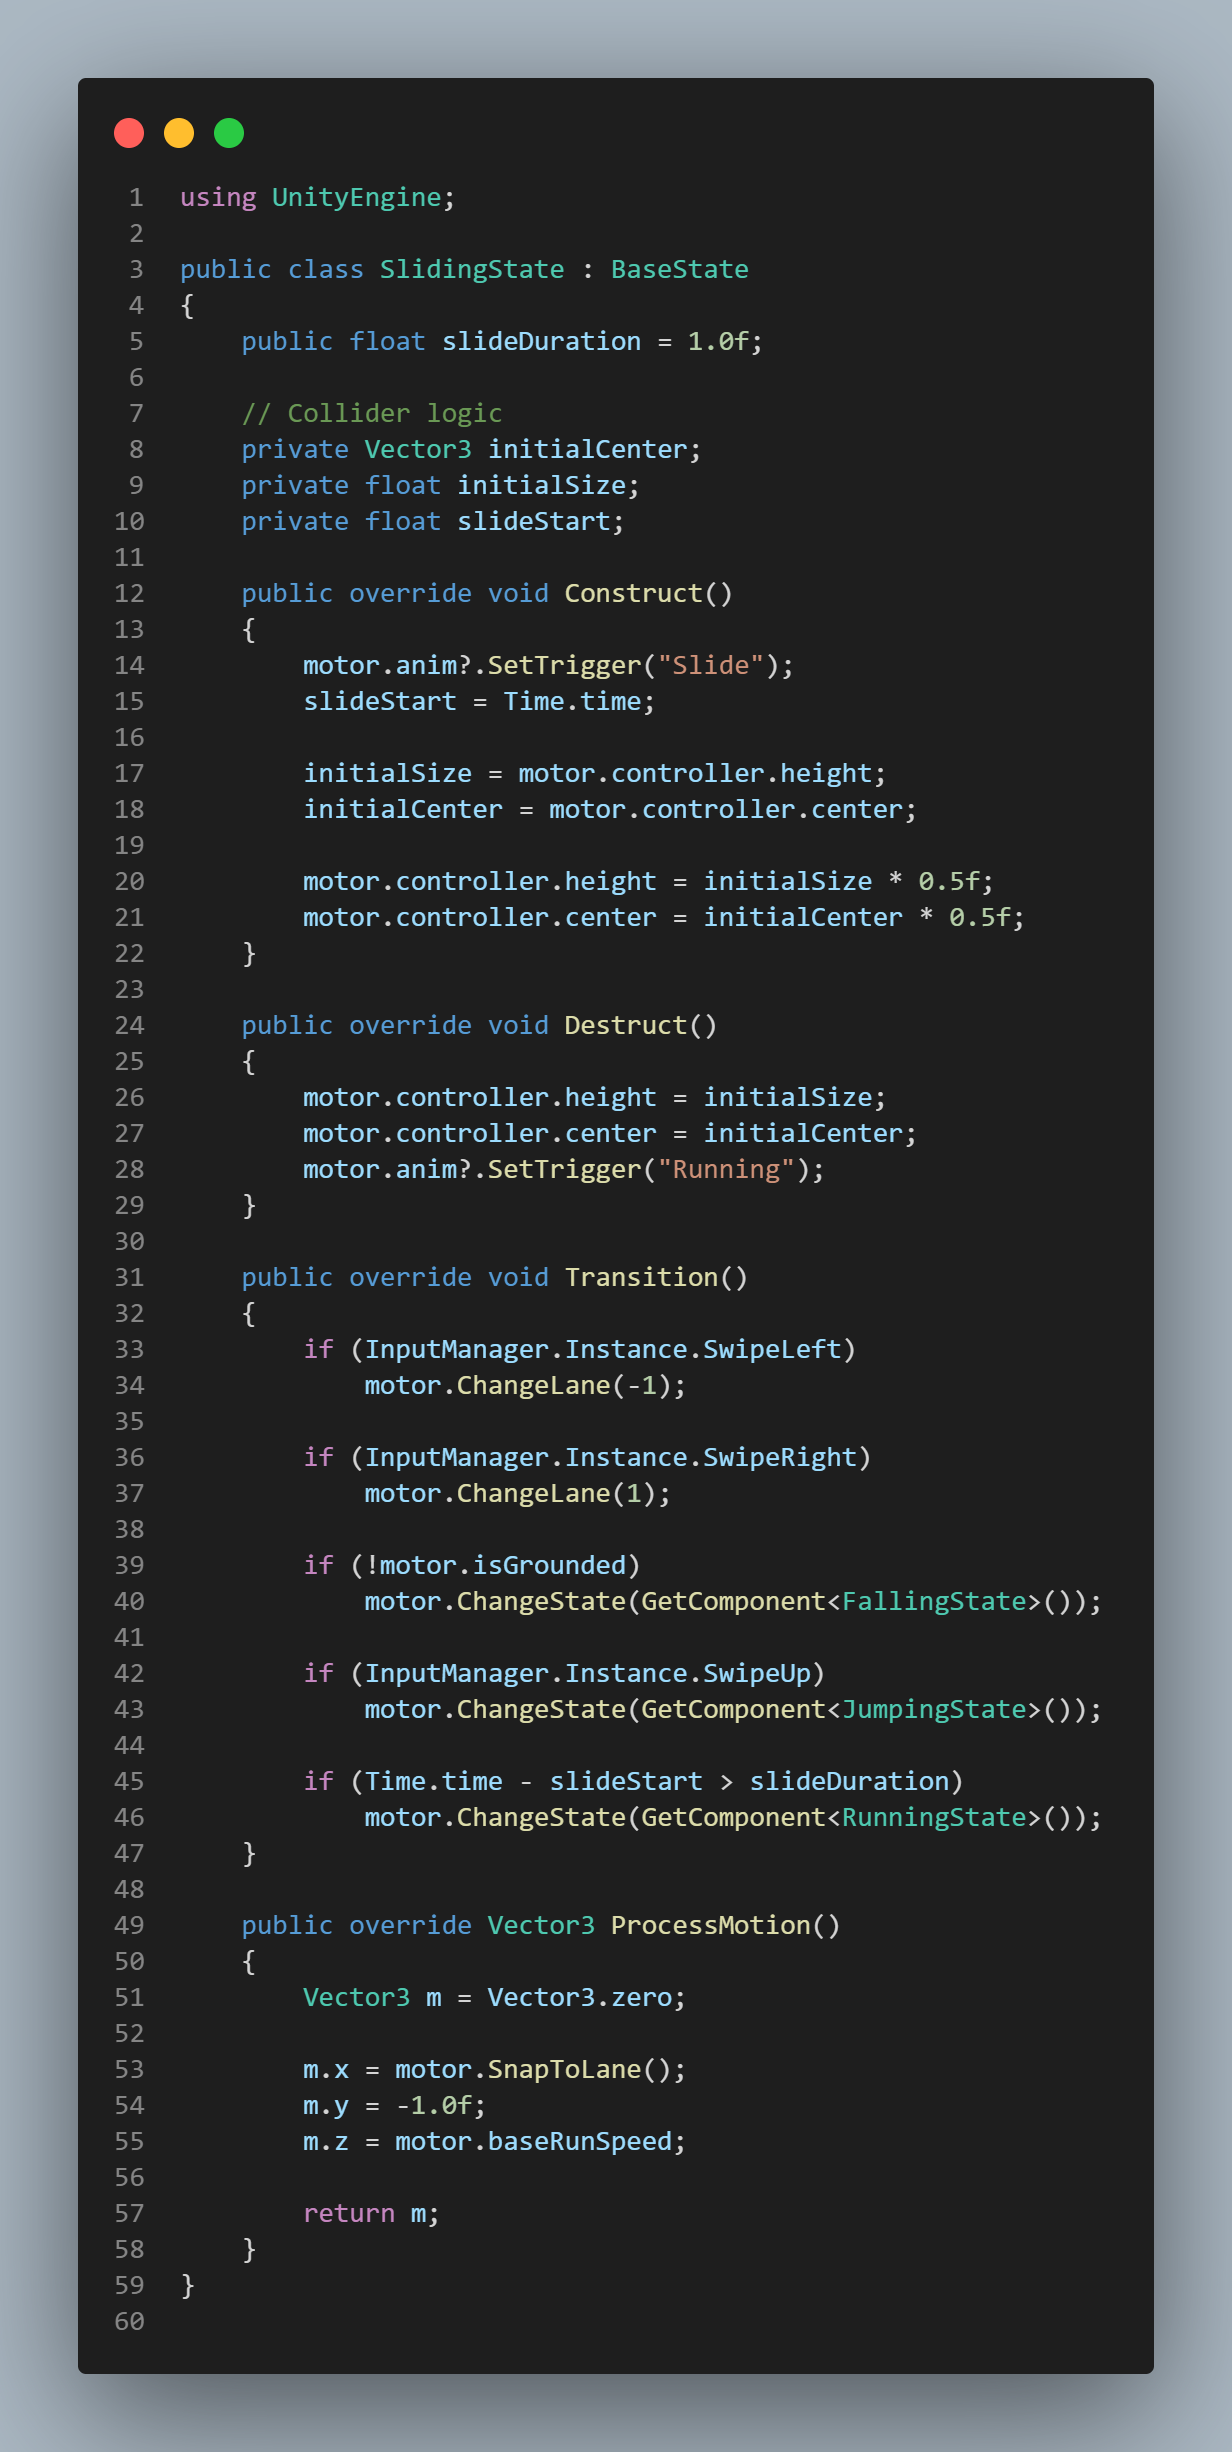 1 using UnityEngine;
2
3 public class SlidingState : BaseState
4 {
5     public float slideDuration = 1.0f;
6
7     // Collider logic
8     private Vector3 initialCenter;
9     private float initialSize;
10     private float slideStart;
11
12     public override void Construct()
13     {
14         motor.anim?.SetTrigger("Slide");
15         slideStart = Time.time;
16
17         initialSize = motor.controller.height;
18         initialCenter = motor.controller.center;
19
20         motor.controller.height = initialSize * 0.5f;
21         motor.controller.center = initialCenter * 0.5f;
22     }
23
24     public override void Destruct()
25     {
26         motor.controller.height = initialSize;
27         motor.controller.center = initialCenter;
28         motor.anim?.SetTrigger("Running");
29     }
30
31     public override void Transition()
32     {
33         if (InputManager.Instance.SwipeLeft)
34             motor.ChangeLane(-1);
35
36         if (InputManager.Instance.SwipeRight)
37             motor.ChangeLane(1);
38
39         if (!motor.isGrounded)
40             motor.ChangeState(GetComponent<FallingState>());
41
42         if (InputManager.Instance.SwipeUp)
43             motor.ChangeState(GetComponent<JumpingState>());
44
45         if (Time.time - slideStart > slideDuration)
46             motor.ChangeState(GetComponent<RunningState>());
47     }
48
49     public override Vector3 ProcessMotion()
50     {
51         Vector3 m = Vector3.zero;
52
53         m.x = motor.SnapToLane();
54         m.y = -1.0f;
55         m.z = motor.baseRunSpeed;
56
57         return m;
58     }
59 }
60